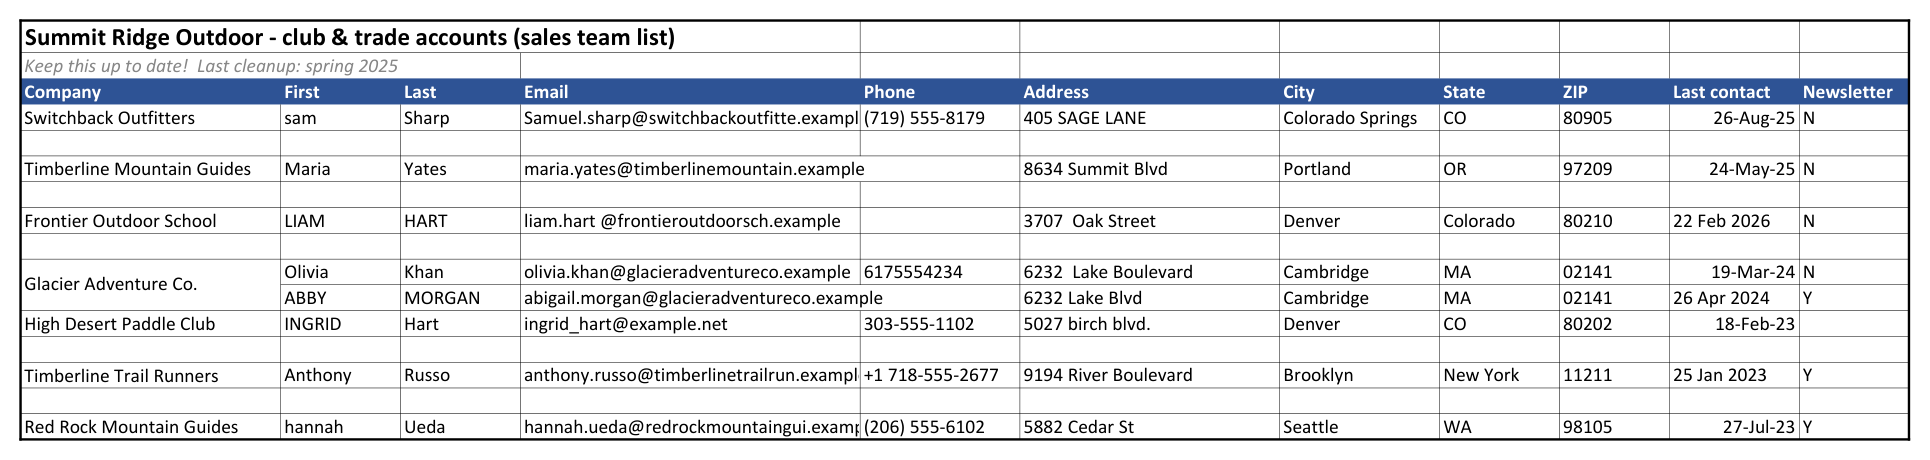 Summit Ridge Outdoor - club & trade accounts (sales team list)
Keep this up to date!  Last cleanup: spring 2025
Company First Last Email Phone Address City State ZIP Last contact Newsletter
Switchback Outfitters sam Sharp Samuel.sharp@switchbackoutfitte.exampl (719) 555-8179 405 SAGE LANE Colorado Springs CO 80905 26-Aug-25 N
Timberline Mountain Guides Maria Yates maria.yates@timberlinemountain.example 8634 Summit Blvd Portland OR 97209 24-May-25 N
Frontier Outdoor School LIAM HART liam.hart @frontieroutdoorsch.example 3707  Oak Street Denver Colorado 80210 22 Feb 2026 N
Glacier Adventure Co. Olivia Khan olivia.khan@glacieradventureco.example 6175554234 6232  Lake Boulevard Cambridge MA 02141 19-Mar-24 N
ABBY MORGAN abigail.morgan@glacieradventureco.example 6232 Lake Blvd Cambridge MA 02141 26 Apr 2024 Y
High Desert Paddle Club INGRID Hart ingrid_hart@example.net 303-555-1102 5027 birch blvd. Denver CO 80202 18-Feb-23
Timberline Trail Runners Anthony Russo anthony.russo@timberlinetrailrun.exampl +1 718-555-2677 9194 River Boulevard Brooklyn New York 11211 25 Jan 2023 Y
Red Rock Mountain Guides hannah Ueda hannah.ueda@redrockmountaingui.examp (206) 555-6102 5882 Cedar St Seattle WA 98105 27-Jul-23 Y